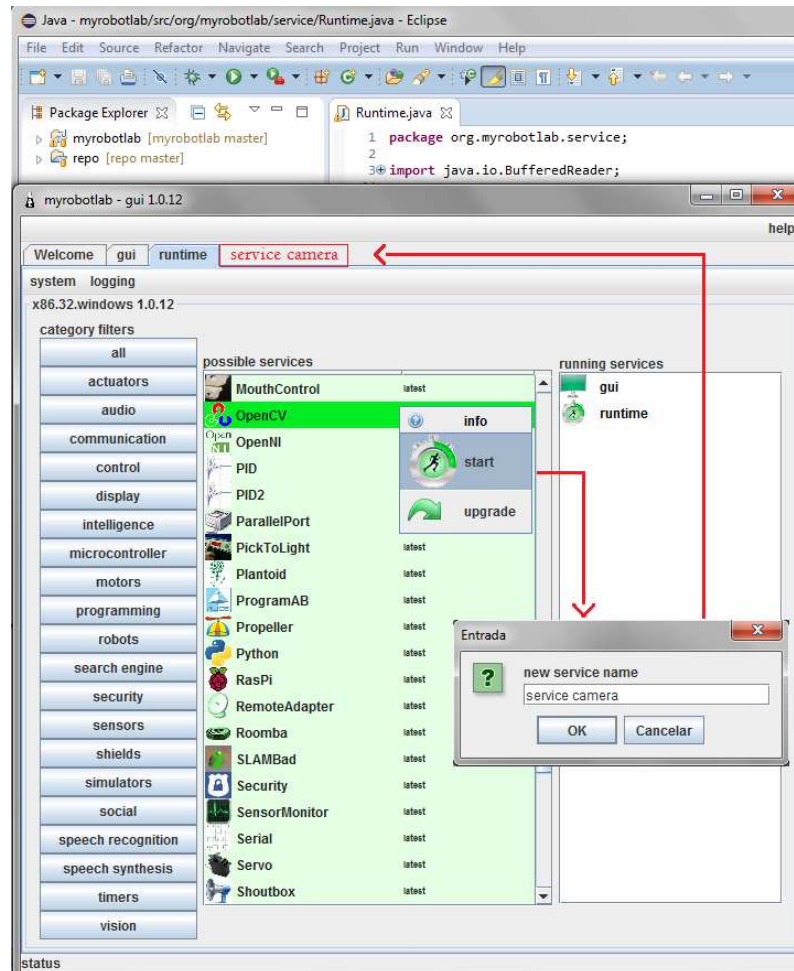 Java - myrobotlab/src/org/myrobotlab/service/Runtime.java - Eclipse
File Edit Source Refactor Navigate Search Project Run Window Help
Package Explorer
Runtime.java
myrobotlab [myrobotlab master]
repo [repo master]
1 package org.myrobotlab.service;
2
3 import java.io.BufferedReader;
myrobotlab - gui 1.0.12
help
Welcome gui runtime service camera
system logging
x86.32.windows 1.0.12
category filters
all
actuators
audio
communication
control
display
intelligence
microcontroller
motors
programming
robots
search engine
security
sensors
shields
simulators
social
speech recognition
speech synthesis
timers
vision
possible services
MouthControl latest
OpenCV
Open NI OpenNI
PID
PID2
ParallelPort
PickToLight latest
Plantoid latest
ProgramAB latest
Propeller latest
Python latest
RasPi latest
RemoteAdapter latest
Roomba latest
SLAMBad latest
Security latest
SensorMonitor latest
Serial latest
Servo latest
Shoutbox latest
info
start
upgrade
running services
gui
runtime
Entrada
new service name
service camera
OK Cancelar
status